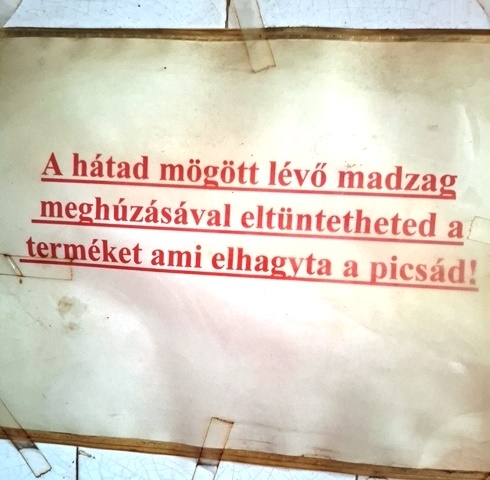 A hátad mögött lévő madzag
meghúzásával eltüntetheted a
terméket ami elhagyta a picsád!